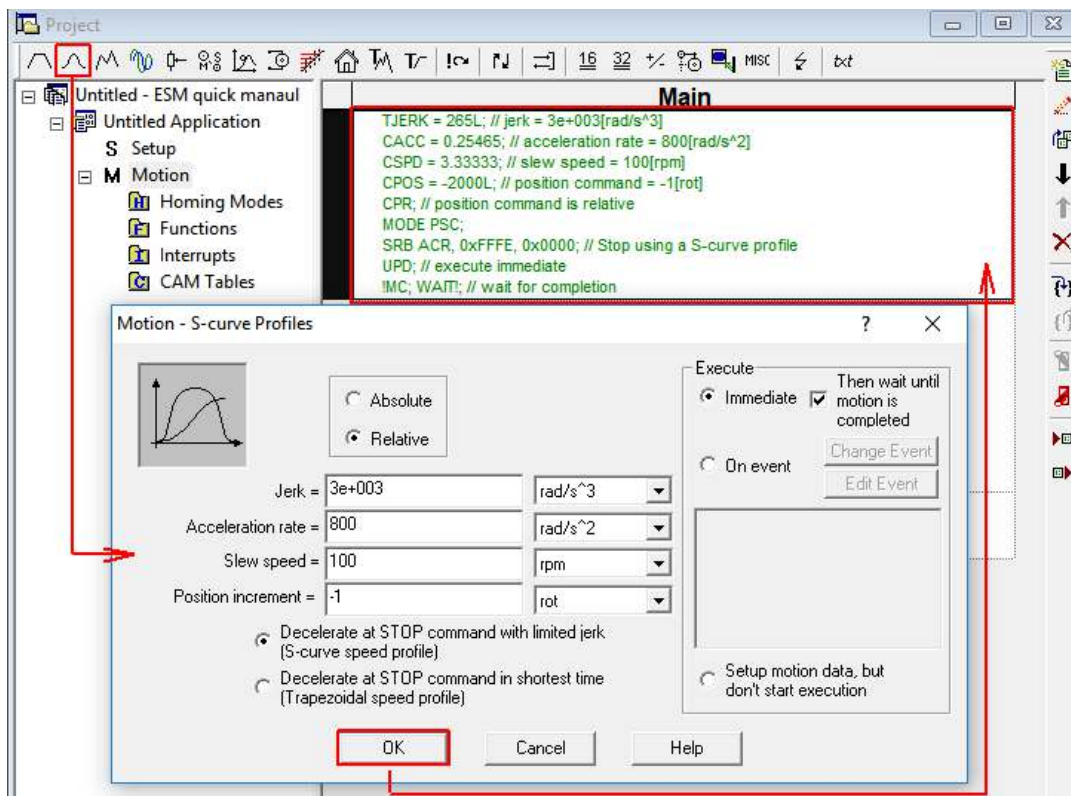 Project
16 32 +/- MISC txt
Untitled - ESM quick manaul
Untitled Application
S Setup
M Motion
H Homing Modes
F Functions
I Interrupts
C CAM Tables
Main
TJERK = 265L; // jerk = 3e+003[rad/s^3]
CACC = 0.25465; // acceleration rate = 800[rad/s^2]
CSPD = 3.33333; // slew speed = 100[rpm]
CPOS = -2000L; // position command = -1[rot]
CPR; // position command is relative
MODE PSC;
SRB ACR, 0xFFFE, 0x0000; // Stop using a S-curve profile
UPD; // execute immediate
!MC; WAIT!; // wait for completion
Motion - S-curve Profiles
Absolute
Relative
Jerk = 3e+003 rad/s^3
Acceleration rate = 800 rad/s^2
Slew speed = 100 rpm
Position increment = -1 rot
Decelerate at STOP command with limited jerk
(S-curve speed profile)
Decelerate at STOP command in shortest time
(Trapezoidal speed profile)
Execute
Immediate
Then wait until
motion is
completed
On event
Change Event
Edit Event
Setup motion data, but
don't start execution
OK
Cancel
Help